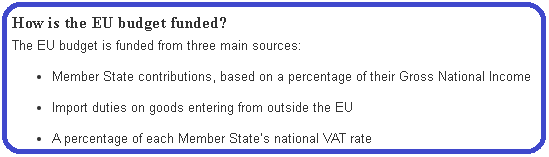 How is the EU budget funded?
The EU budget is funded from three main sources:
• Member State contributions, based on a percentage of their Gross National Income
• Import duties on goods entering from outside the EU
• A percentage of each Member State's national VAT rate